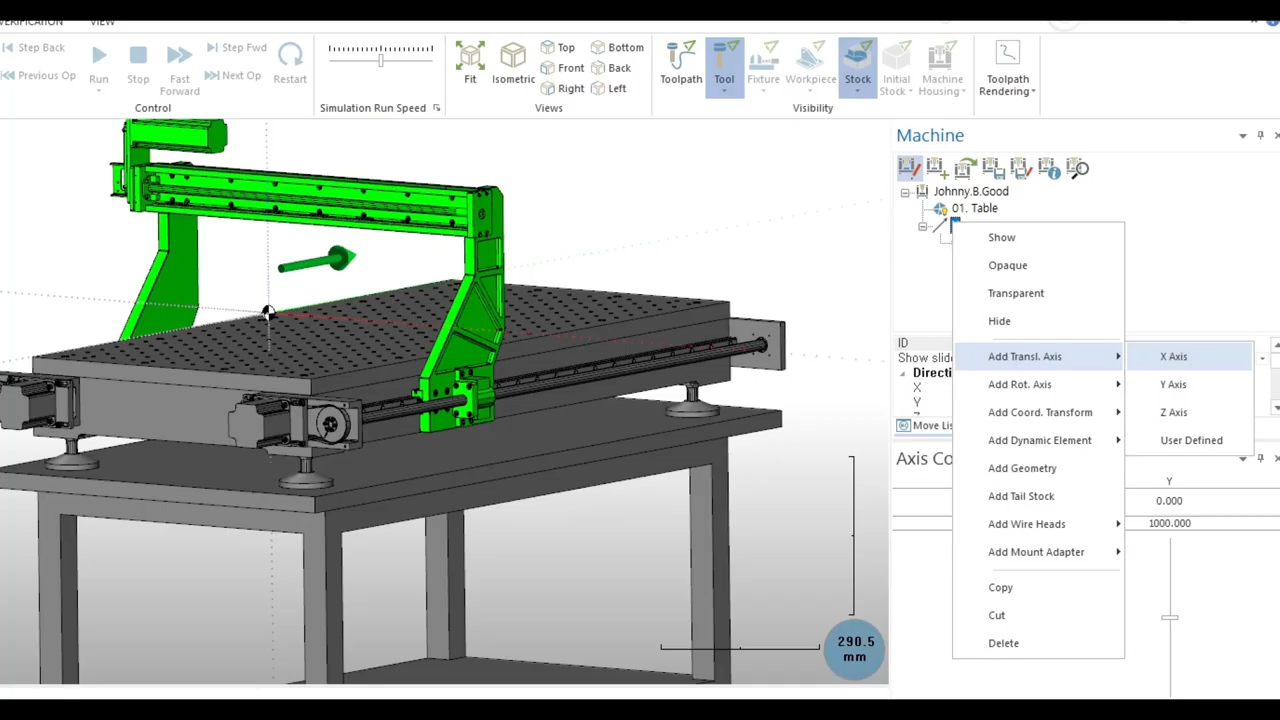 VERIFICATION VIEW
Step Back
Previous Op
Run
Stop
Fast Forward
Step Fwd
Next Op
Restart
Control
Simulation Run Speed
Fit
Isometric
Top
Front
Right
Bottom
Back
Left
Views
Toolpath
Tool
Fixture
Workpiece
Stock
Initial Stock
Machine Housing
Visibility
Toolpath Rendering
Machine
Johnny.B.Good
01. Table
Show
Opaque
Transparent
Hide
Add Transl. Axis
Add Rot. Axis
Add Coord. Transform
Add Dynamic Element
Add Geometry
Add Tail Stock
Add Wire Heads
Add Mount Adapter
Copy
Cut
Delete
X Axis
Y Axis
Z Axis
User Defined
ID
Show slide
Direc
X
Y
Move Lis
Axis Co
Y
0.000
1000.000
290.5
mm